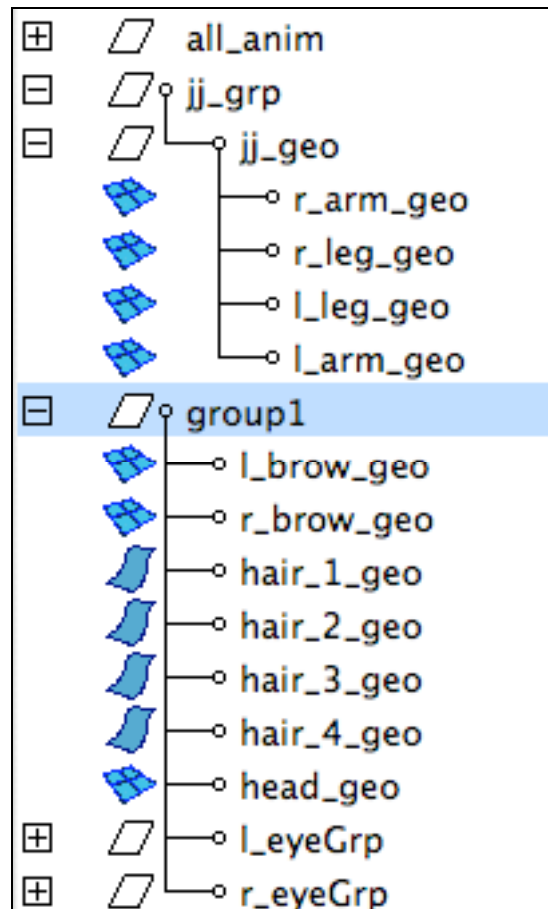 all_anim
jj_grp
jj_geo
r_arm_geo
r_leg_geo
l_leg_geo
l_arm_geo
group1
l_brow_geo
r_brow_geo
hair_1_geo
hair_2_geo
hair_3_geo
hair_4_geo
head_geo
l_eyeGrp
r_eyeGrp